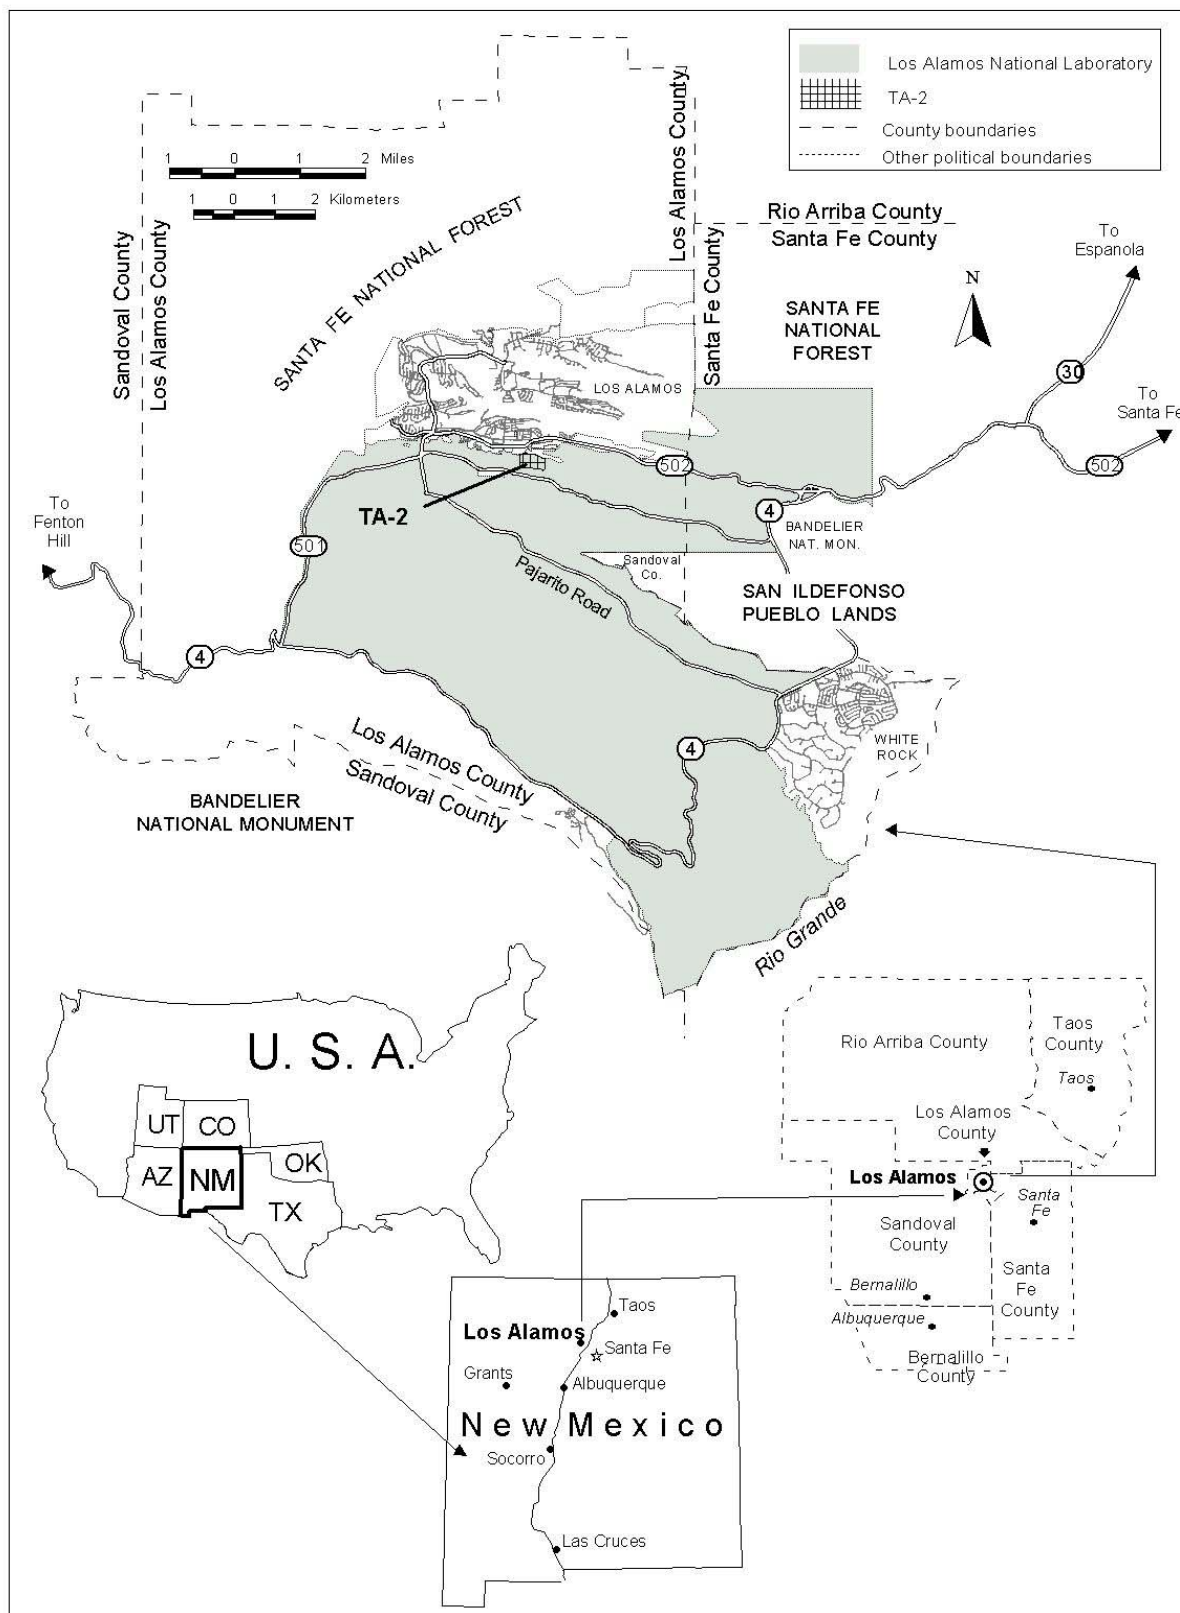 Los Alamos National Laboratory
TA-2
County boundaries
Other political boundaries
1 0 1 2 Miles
1 0 1 2 Kilometers
Sandoval County
Los Alamos County
Los Alamos County
Santa Fe County
Rio Arriba County
Santa Fe County
SANTA FE NATIONAL FOREST
SANTA FE
NATIONAL
FOREST
N
To
Espanola
30
To
Santa Fe
502
LOS ALAMOS
502
TA-2
4
BANDELIER
NAT. MON.
To
Fenton
Hill
501
Sandoval
Co.
Pajarito Road
SAN ILDEFONSO
PUEBLO LANDS
4
4
WHITE
ROCK
Los Alamos County
Sandoval County
BANDELIER
NATIONAL MONUMENT
Rio Grande
U. S. A.
UT
CO
AZ
NM
OK
TX
Rio Arriba County
Taos
County
Taos
Los Alamos
County
Los Alamos
Santa
Fe
Sandoval
County
Santa
Fe
County
Bernalillo
Albuquerque
Bernalillo
County
Taos
Los Alamos
Santa Fe
Grants
Albuquerque
New Mexico
Socorro
Las Cruces